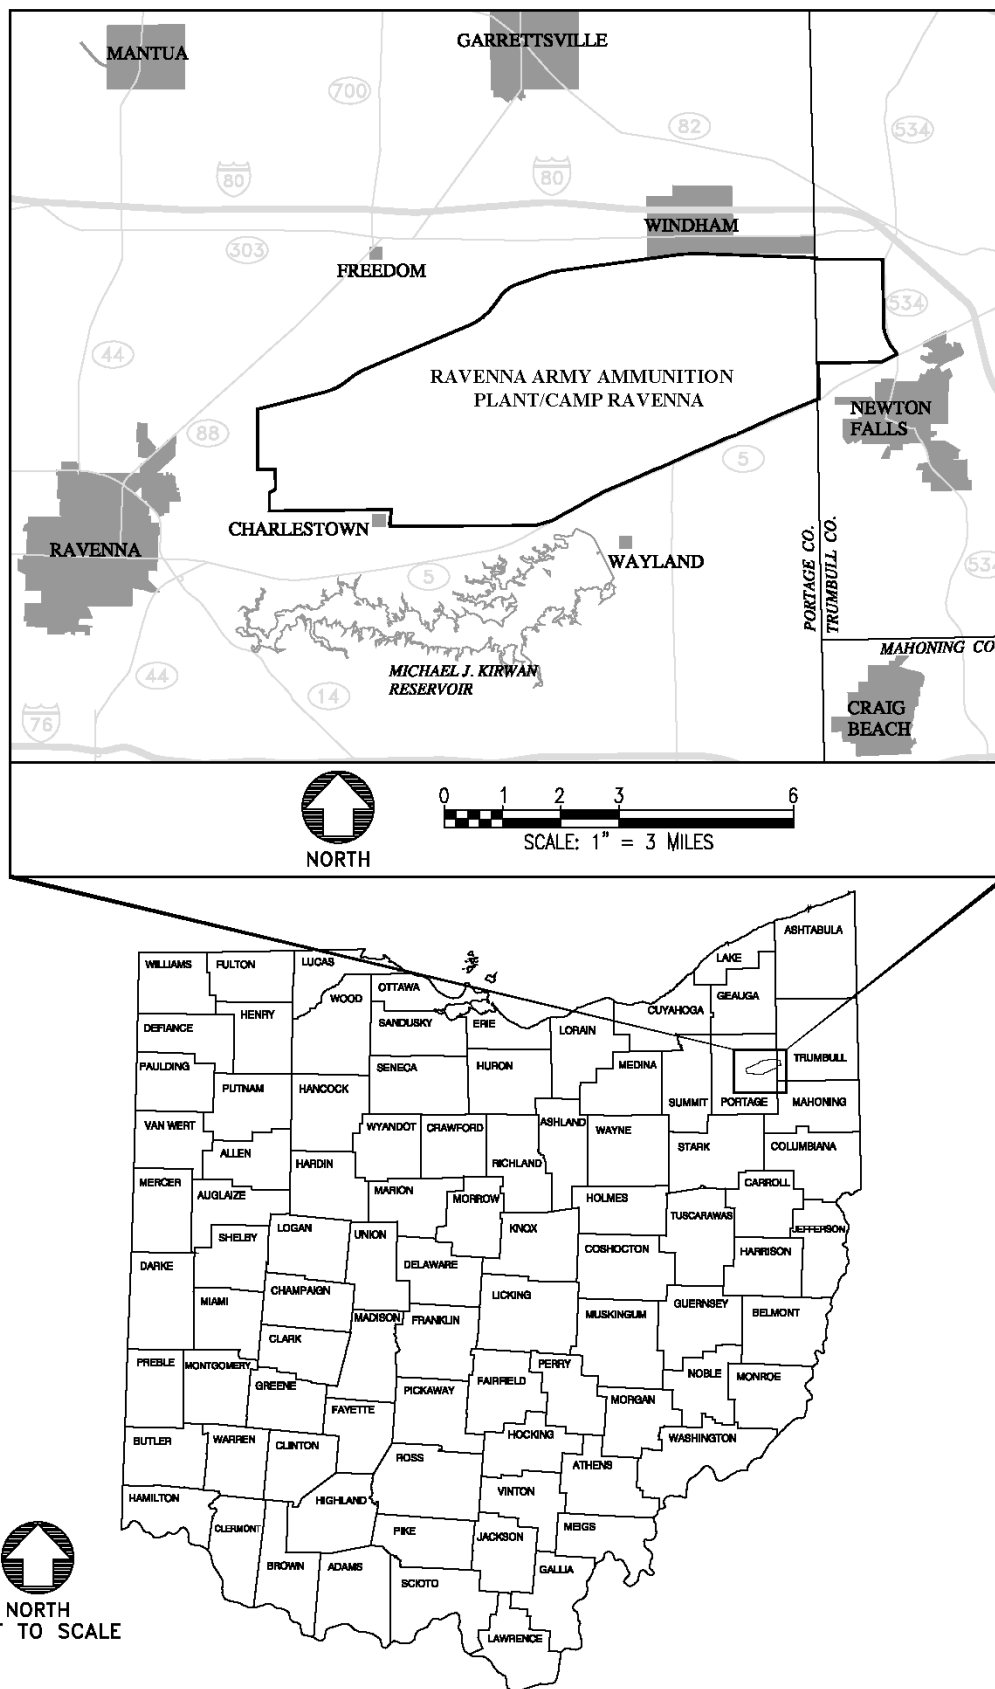 MANTUA
GARRETTSVILLE
700
82
534
80
80
WINDHAM
303
FREEDOM
534
44
RAVENNA ARMY AMMUNITION
PLANT/CAMP RAVENNA
NEWTON
FALLS
88
5
CHARLESTOWN
RAVENNA
WAYLAND
PORTAGE CO.
TRUMBULL CO.
534
5
MAHONING CO
MICHAEL J. KIRWAN
RESERVOIR
44
14
76
CRAIG
BEACH
0 1 2 3 6
SCALE: 1" = 3 MILES
NORTH
ASHTABULA
LAKE
WILLIAMS
FULTON
LUCAS
OTTAWA
GEAUGA
WOOD
CUYAHOGA
HENRY
SANDUSKY
ERIE
LORAIN
DEFIANCE
TRUMBULL
PAULDING
SENECA
HURON
MEDINA
PUTNAM
HANCOCK
SUMMIT
PORTAGE
MAHONING
VAN WERT
WYANDOT
CRAWFORD
ASHLAND
WAYNE
STARK
COLUMBIANA
ALLEN
HARDIN
RICHLAND
MERCER
AUGLAIZE
MARION
MORROW
HOLMES
CARROLL
TUSCARAWAS
LOGAN
UNION
KNOX
JEFFERSON
SHELBY
COSHOCTON
HARRISON
DARKE
DELAWARE
CHAMPAIGN
LICKING
MIAMI
MADISON
FRANKLIN
MUSKINGUM
GUERNSEY
BELMONT
CLARK
PREBLE
MONTGOMERY
PERRY
NOBLE
MONROE
GREENE
PICKAWAY
FAIRFIELD
MORGAN
FAYETTE
HOCKING
WASHINGTON
BUTLER
WARREN
CLINTON
ROSS
ATHENS
VINTON
HAMILTON
HIGHLAND
CLERMONT
PIKE
JACKSON
MEIGS
BROWN
ADAMS
GALLIA
SCIOTO
LAWRENCE
NORTH
T TO SCALE